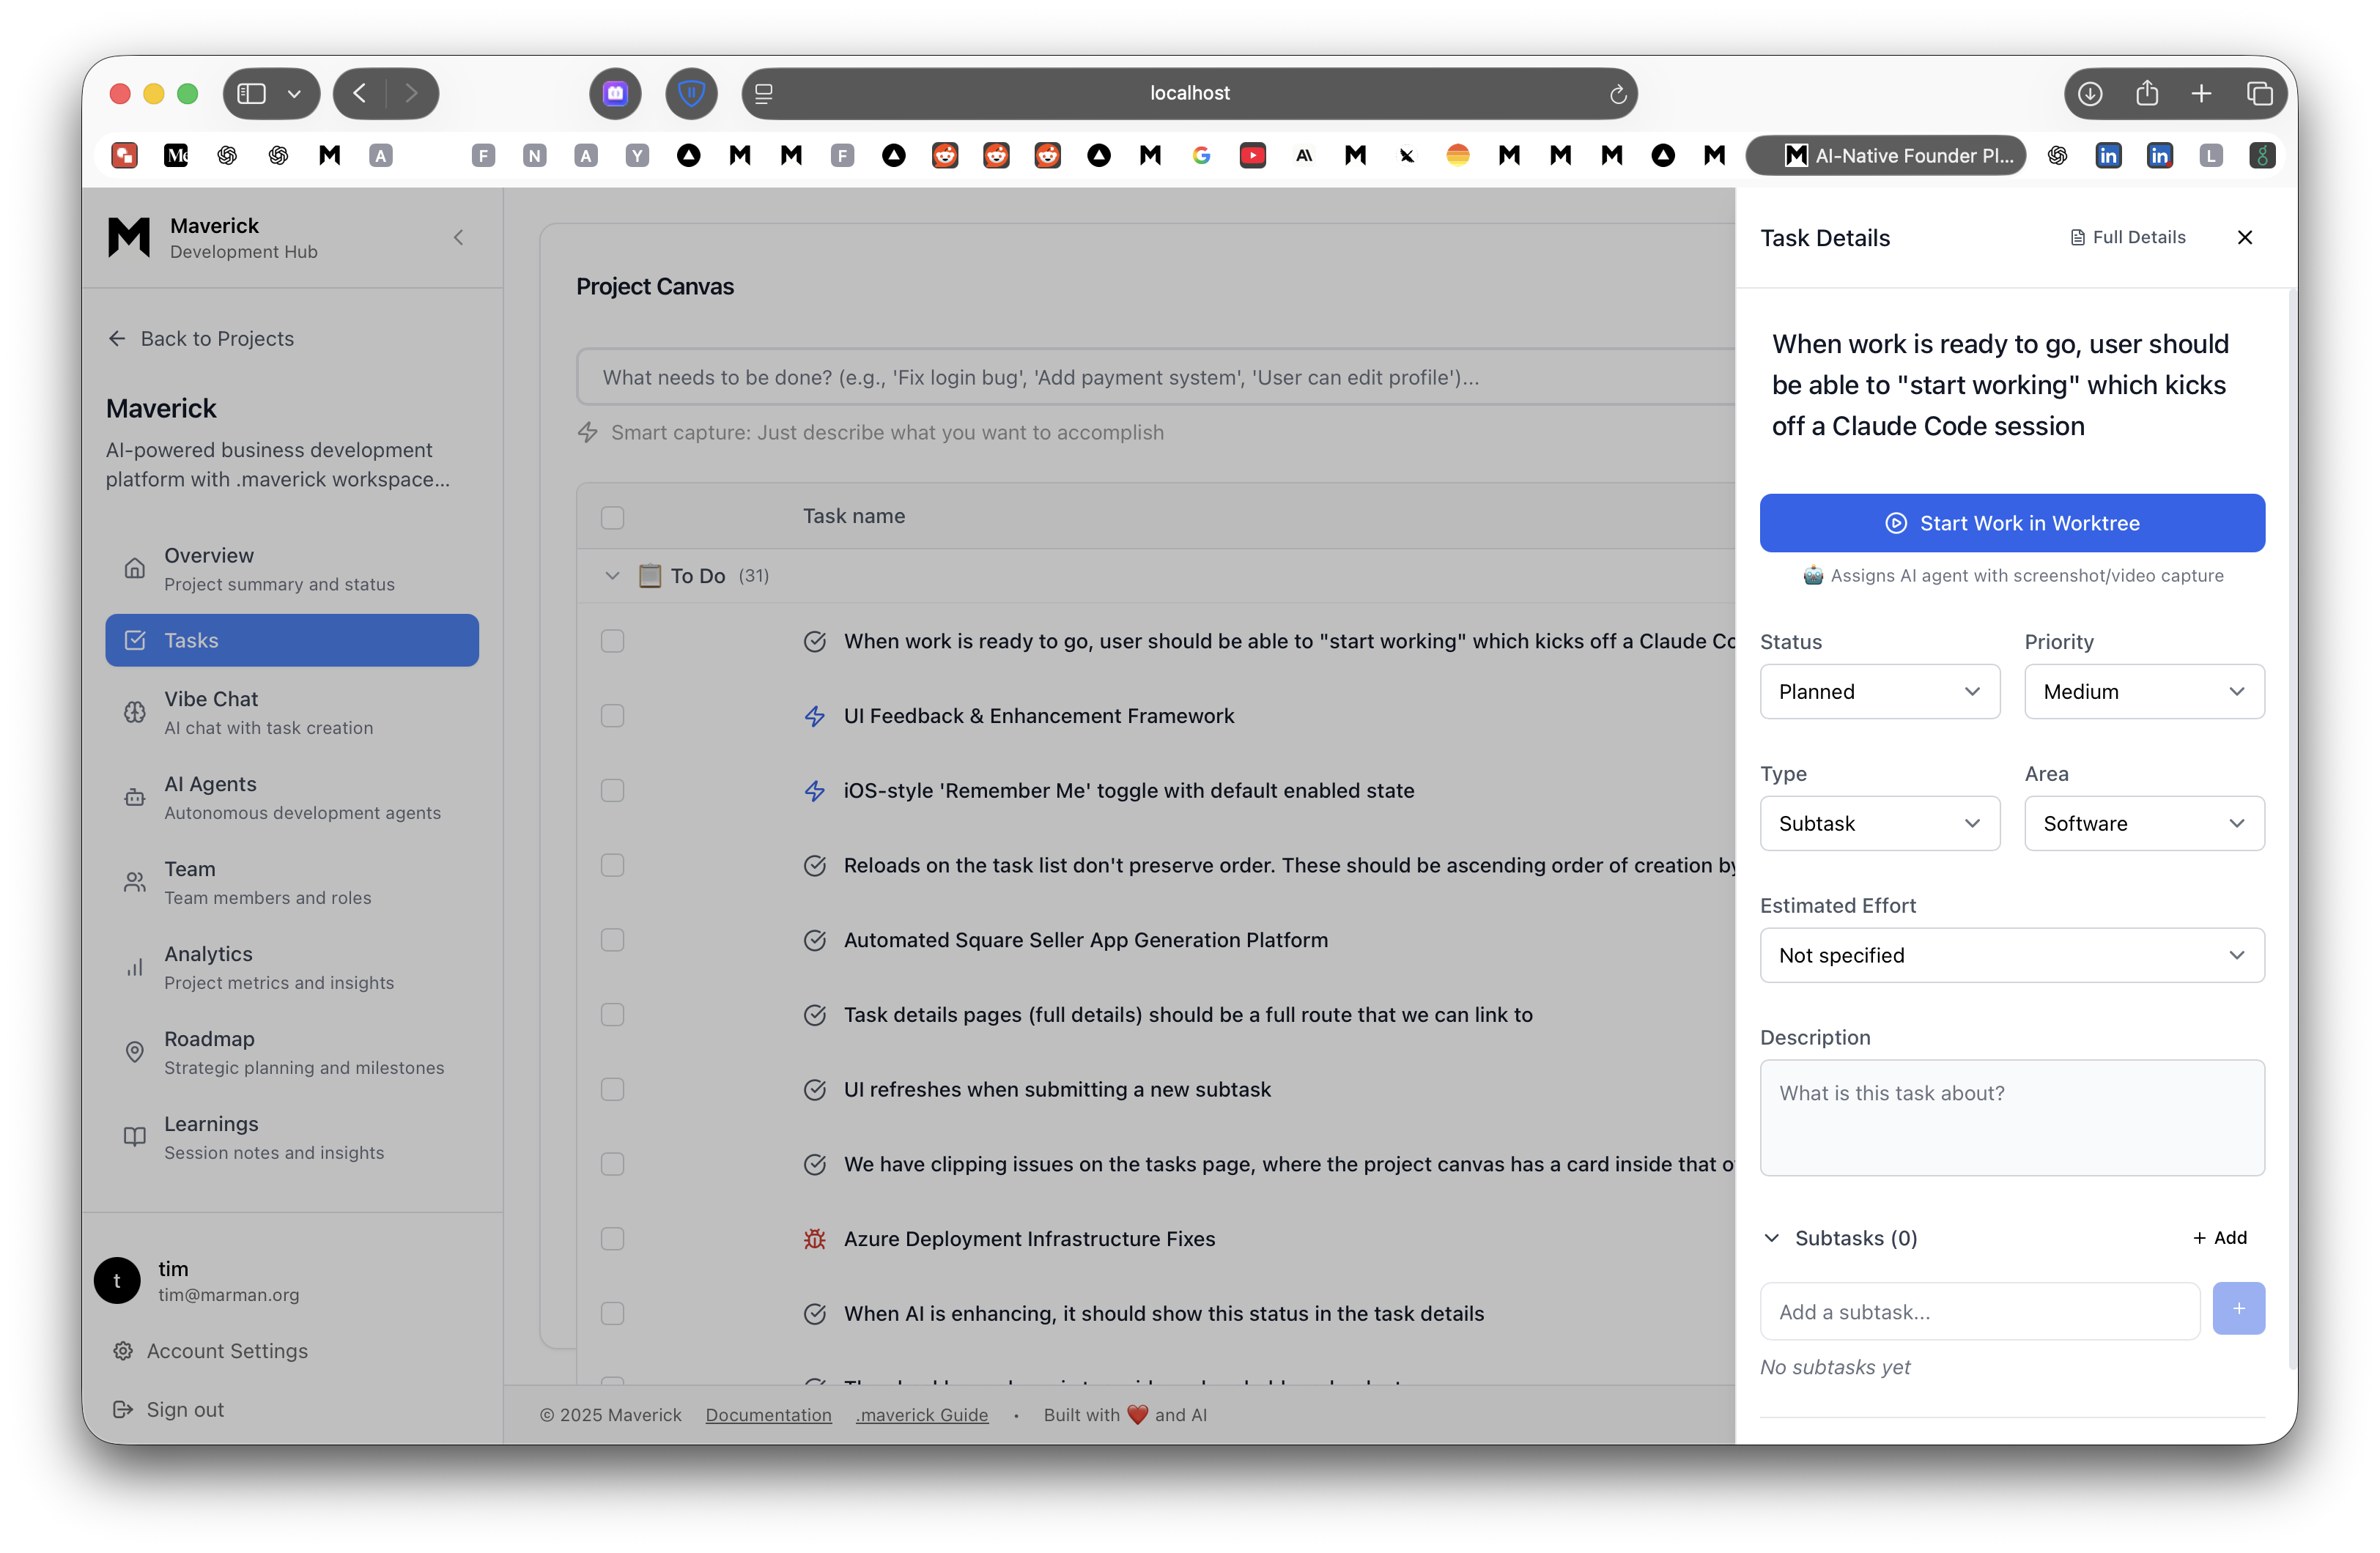 localhost
Me
A
F
N
A
Y
F
AI-Native Founder Pl...
in
in
L
Maverick
Development Hub
Back to Projects
Maverick
AI-powered business development
platform with .maverick workspace...
Overview
Project summary and status
Tasks
Vibe Chat
AI chat with task creation
AI Agents
Autonomous development agents
Team
Team members and roles
Analytics
Project metrics and insights
Roadmap
Strategic planning and milestones
Learnings
Session notes and insights
t
tim
tim@marman.org
Account Settings
Sign out
Project Canvas
What needs to be done? (e.g., 'Fix login bug', 'Add payment system', 'User can edit profile')...
Smart capture: Just describe what you want to accomplish
Task name
To Do (31)
When work is ready to go, user should be able to "start working" which kicks off a Claude Co
UI Feedback & Enhancement Framework
iOS-style 'Remember Me' toggle with default enabled state
Reloads on the task list don't preserve order. These should be ascending order of creation by
Automated Square Seller App Generation Platform
Task details pages (full details) should be a full route that we can link to
UI refreshes when submitting a new subtask
We have clipping issues on the tasks page, where the project canvas has a card inside that o
Azure Deployment Infrastructure Fixes
When AI is enhancing, it should show this status in the task details
© 2025 Maverick Documentation .maverick Guide • Built with ❤️ and AI
Task Details
Full Details
When work is ready to go, user should
be able to "start working" which kicks
off a Claude Code session
Start Work in Worktree
🤖 Assigns AI agent with screenshot/video capture
Status
Priority
Planned
Medium
Type
Area
Subtask
Software
Estimated Effort
Not specified
Description
What is this task about?
Subtasks (0)
+ Add
Add a subtask...
+
No subtasks yet